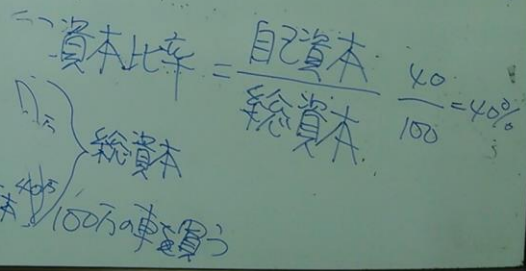 資本比率 = 自己資本 / 総資本 40/100 = 40%
総資本
40万
100万の車を買う